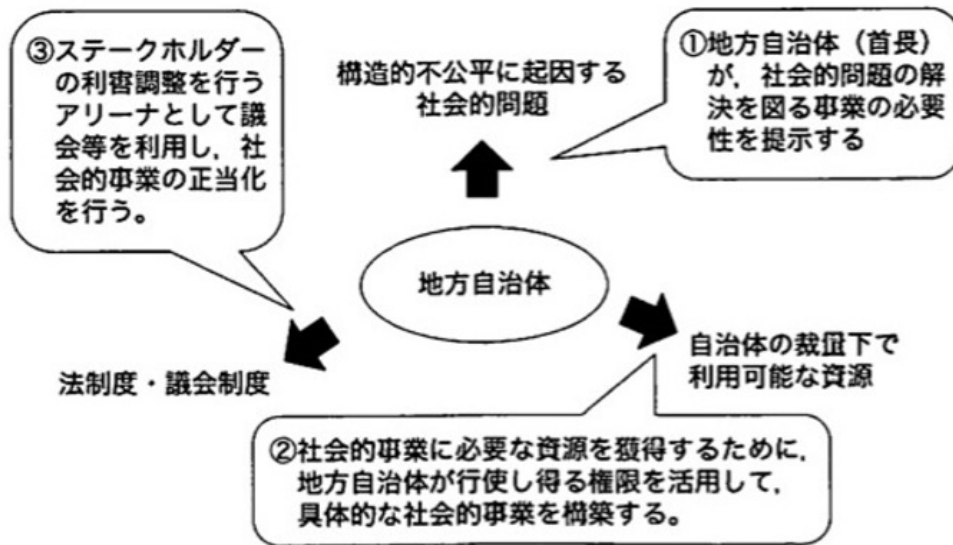 ③ステークホルダー
の利害調整を行う
アリーナとして議
会等を利用し，社
会的事業の正当化
を行う。
構造的不公平に起因する
社会的問題
①地方自治体（首長）
が，社会的問題の解
決を図る事業の必要
性を提示する
地方自治体
法制度・議会制度
自治体の裁量下で
利用可能な資源
②社会的事業に必要な資源を獲得するために，
地方自治体が行使し得る権限を活用して，
具体的な社会的事業を構築する。